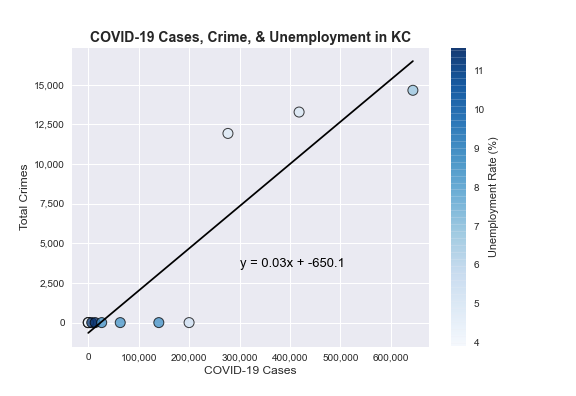 COVID-19 Cases, Crime, & Unemployment in KC
Total Crimes
15,000
12,500
10,000
7,500
5,000
2,500
0
y = 0.03x + -650.1
0 100,000 200,000 300,000 400,000 500,000 600,000
COVID-19 Cases
11
10
9
8
7
6
5
4
Unemployment Rate (%)